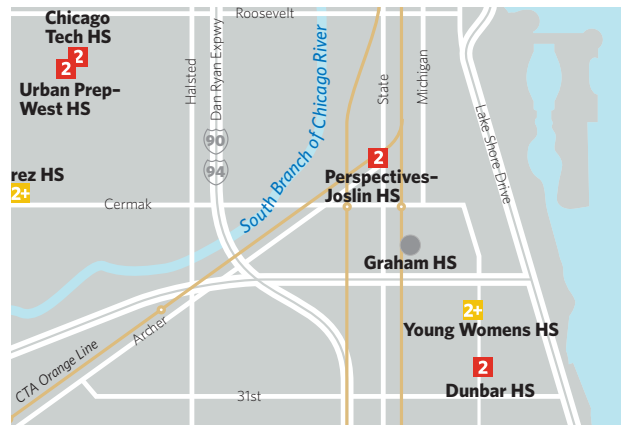 Chicago
Tech HS
2
2
Urban Prep–
West HS
Roosevelt
Halsted
Dan Ryan Expwy
90
94
South Branch of Chicago River
State
Michigan
Lake Shore Drive
2
Perspectives–
Joslin HS
rez HS
2+
Cermak
Graham HS
2+
Young Womens HS
2
Dunbar HS
Archer
CTA Orange Line
31st